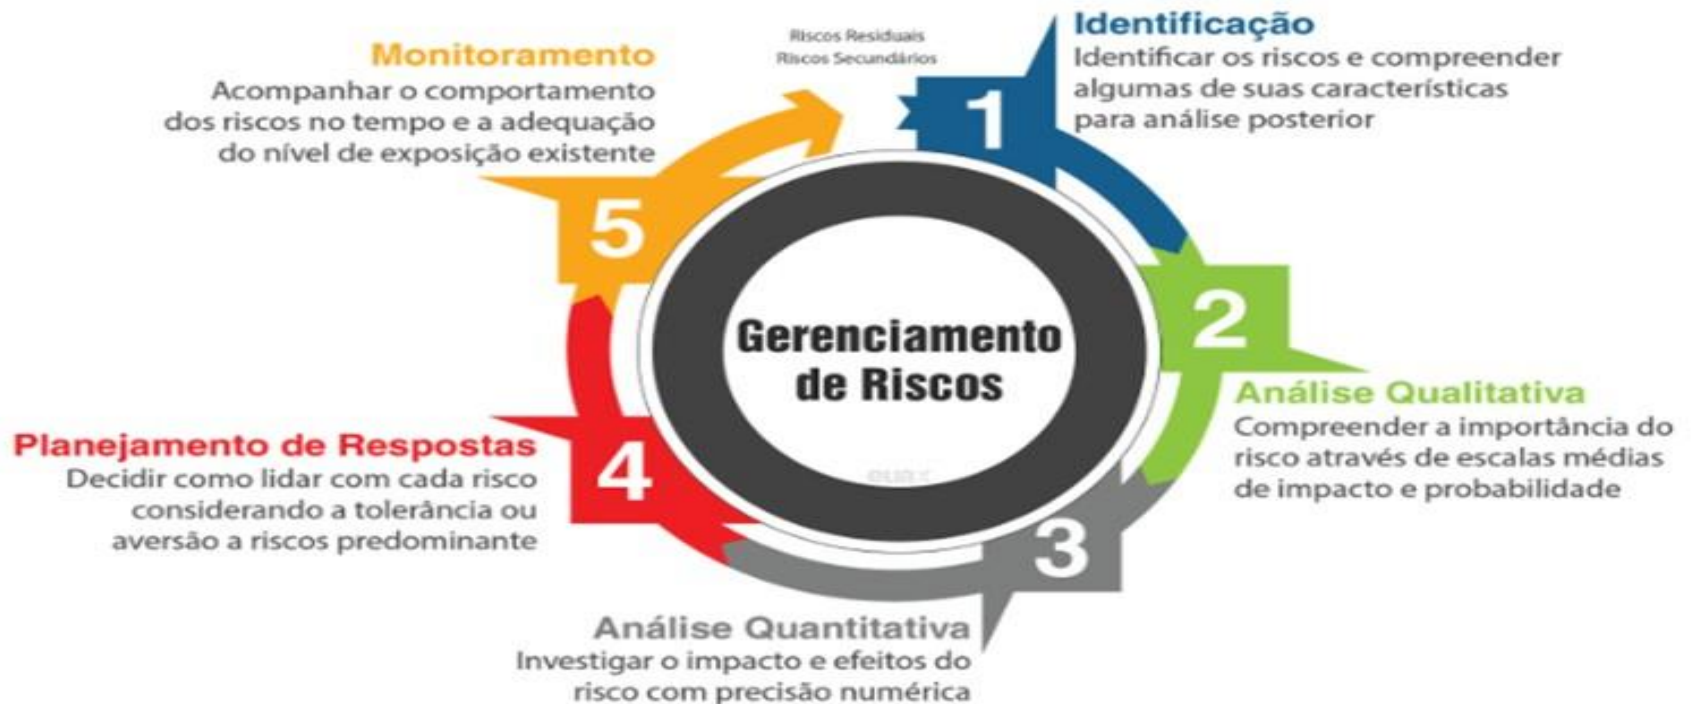 Riscos Residuais
Riscos Secundários
1
Identificação
Identificar os riscos e compreender
algumas de suas características
para análise posterior
2
Análise Qualitativa
Compreender a importância do
risco através de escalas médias
de impacto e probabilidade
3
Análise Quantitativa
Investigar o impacto e efeitos do
risco com precisão numérica
4
Planejamento de Respostas
Decidir como lidar com cada risco
considerando a tolerância ou
aversão a riscos predominante
5
Monitoramento
Acompanhar o comportamento
dos riscos no tempo e a adequação
do nível de exposição existente
Gerenciamento
de Riscos